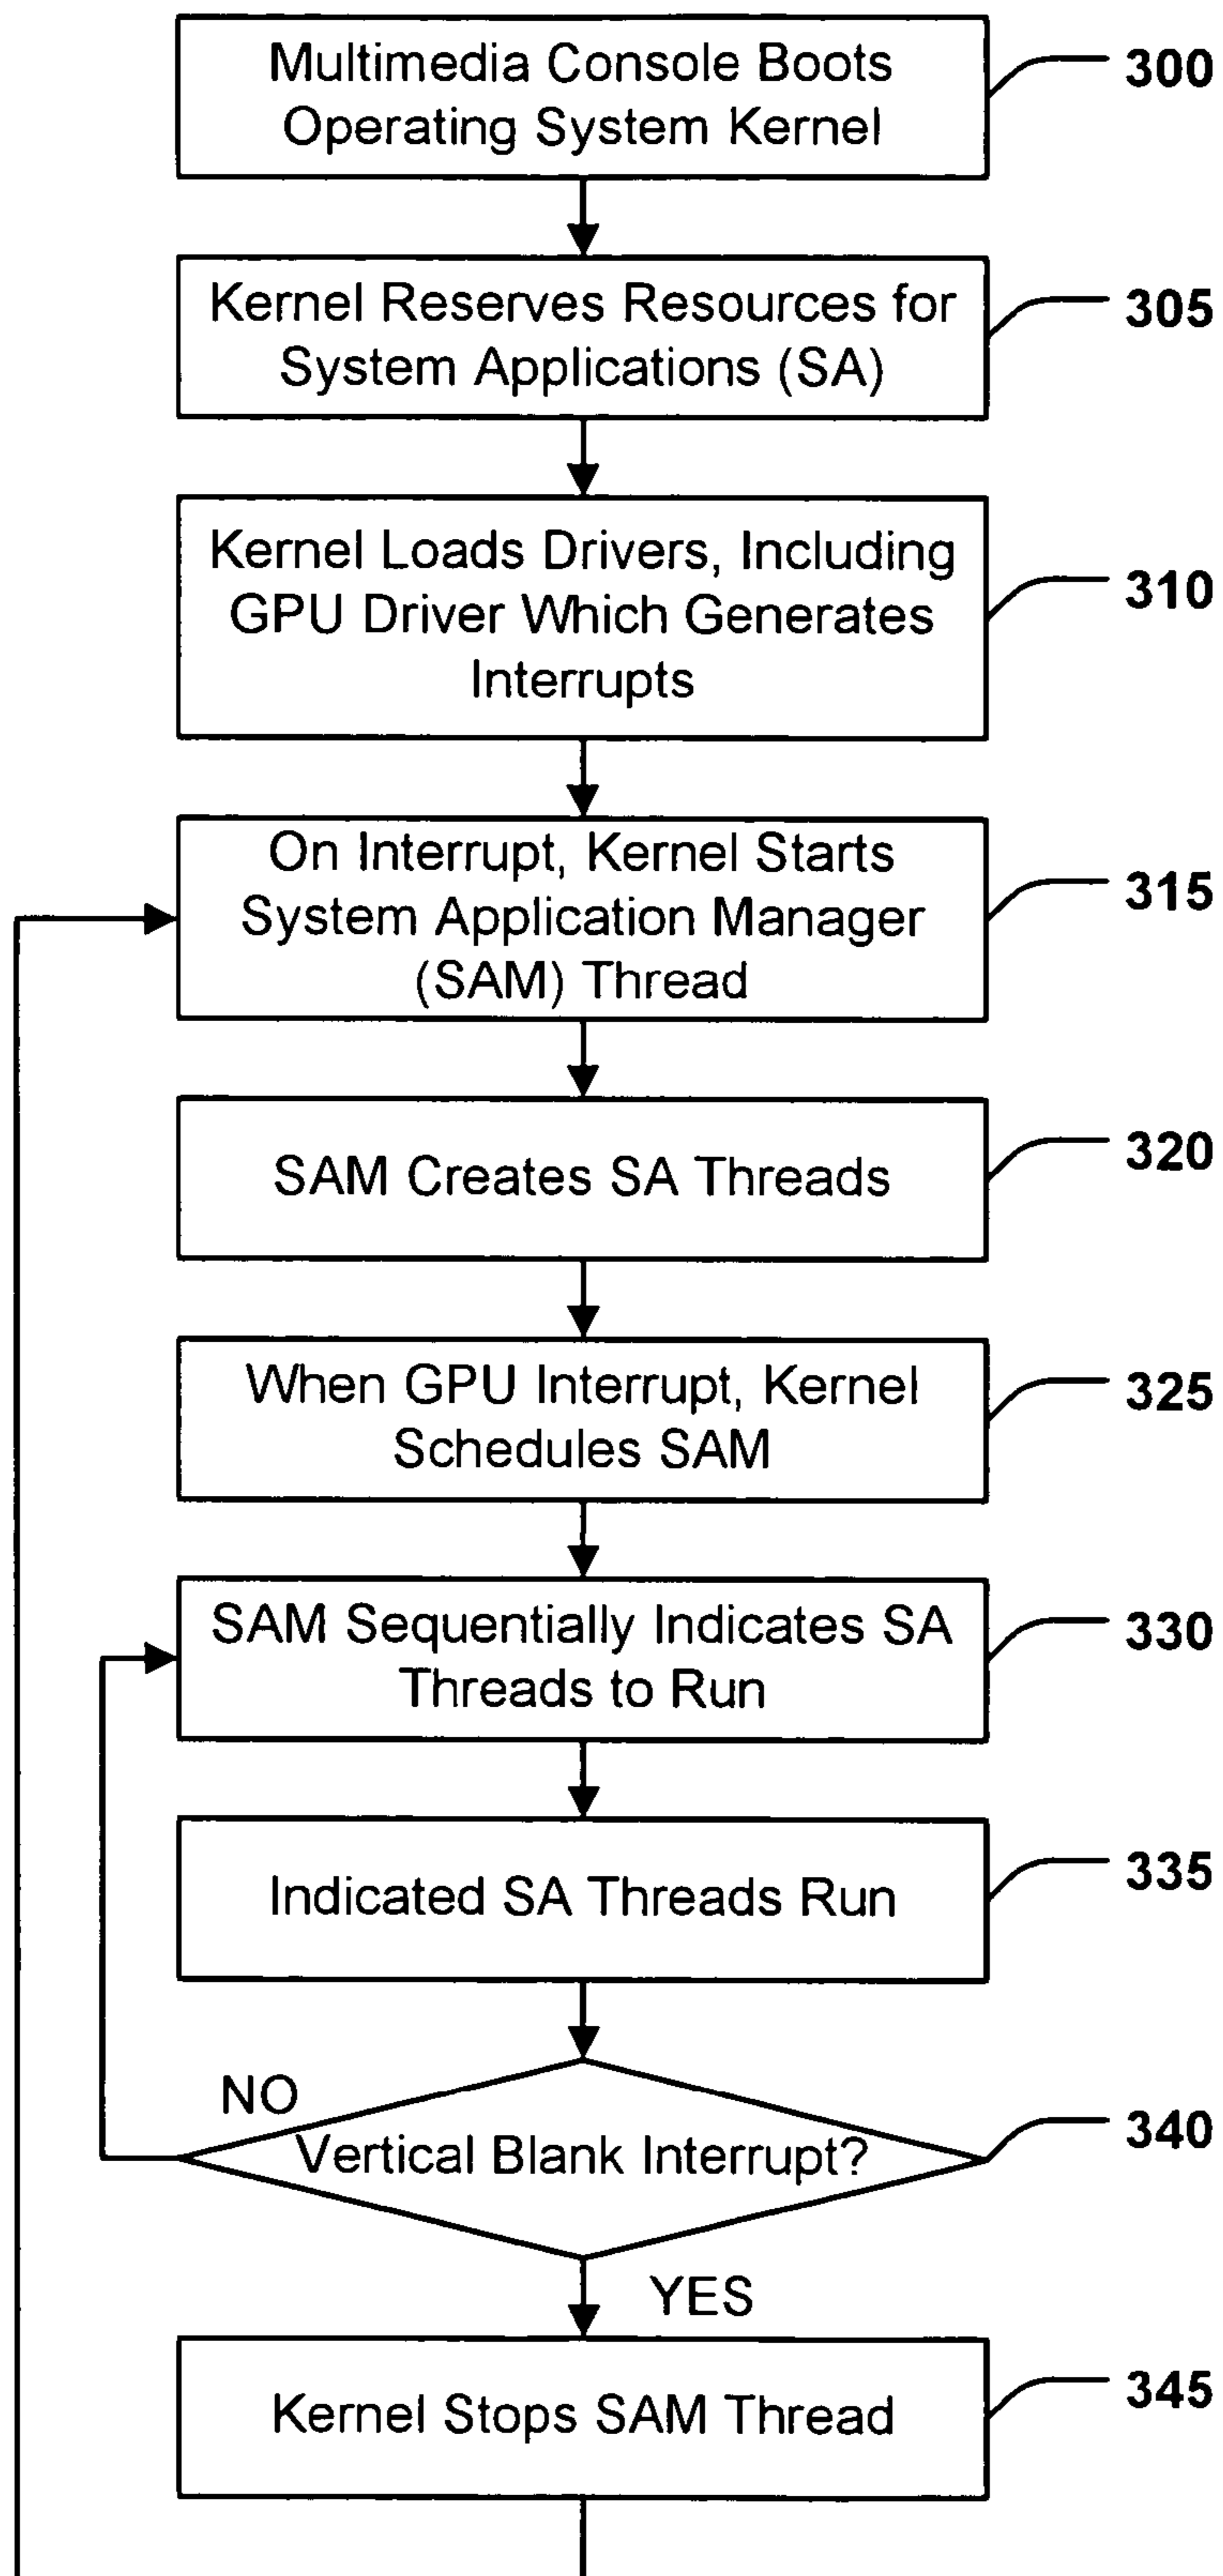 Multimedia Console Boots
Operating System Kernel
300
Kernel Reserves Resources for
System Applications (SA)
305
Kernel Loads Drivers, Including
GPU Driver Which Generates
Interrupts
310
On Interrupt, Kernel Starts
System Application Manager
(SAM) Thread
315
SAM Creates SA Threads
320
When GPU Interrupt, Kernel
Schedules SAM
325
SAM Sequentially Indicates SA
Threads to Run
330
Indicated SA Threads Run
335
NO
Vertical Blank Interrupt?
340
YES
Kernel Stops SAM Thread
345